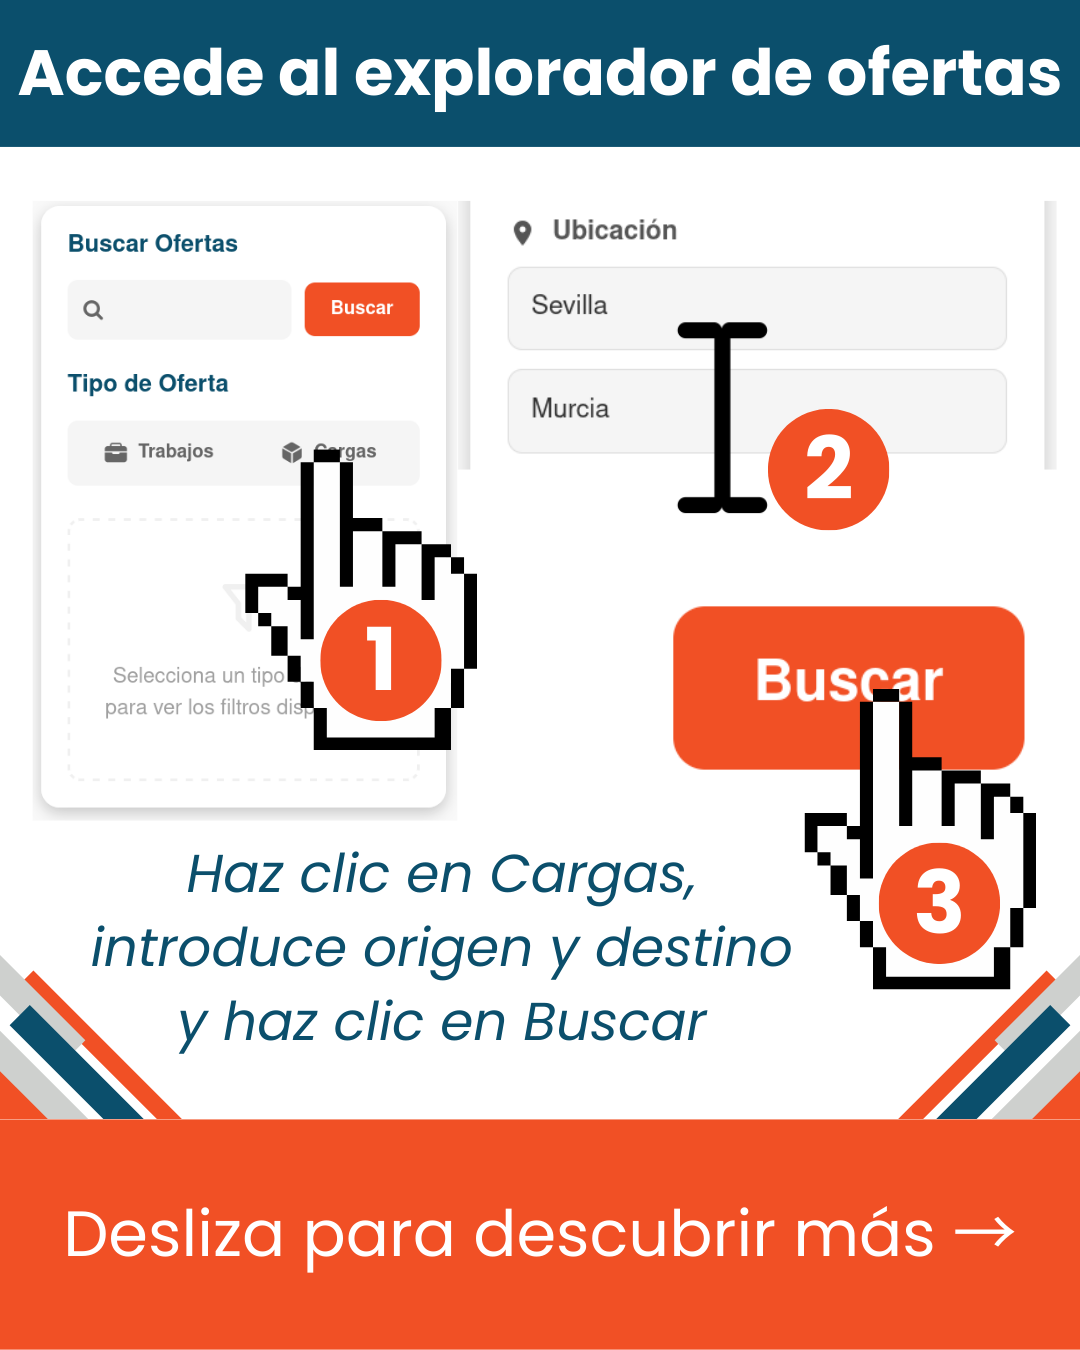 Accede al explorador de ofertas
Buscar Ofertas
Buscar
Tipo de Oferta
Trabajos
Cargas
Selecciona un tipo
para ver los filtros
1
Ubicación
Sevilla
Murcia
2
Buscar
3
Haz clic en Cargas,
introduce origen y destino
y haz clic en Buscar
Desliza para descubrir más →